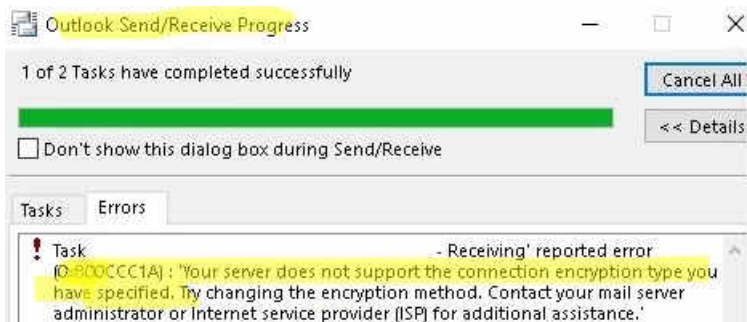 Outlook Send/Receive Progress
1 of 2 Tasks have completed successfully
Cancel All
<< Details
Don't show this dialog box during Send/Receive
Tasks Errors
Task - Receiving' reported error
(0x800CCC1A) : 'Your server does not support the connection encryption type you
have specified. Try changing the encryption method. Contact your mail server
administrator or Internet service provider (ISP) for additional assistance.'